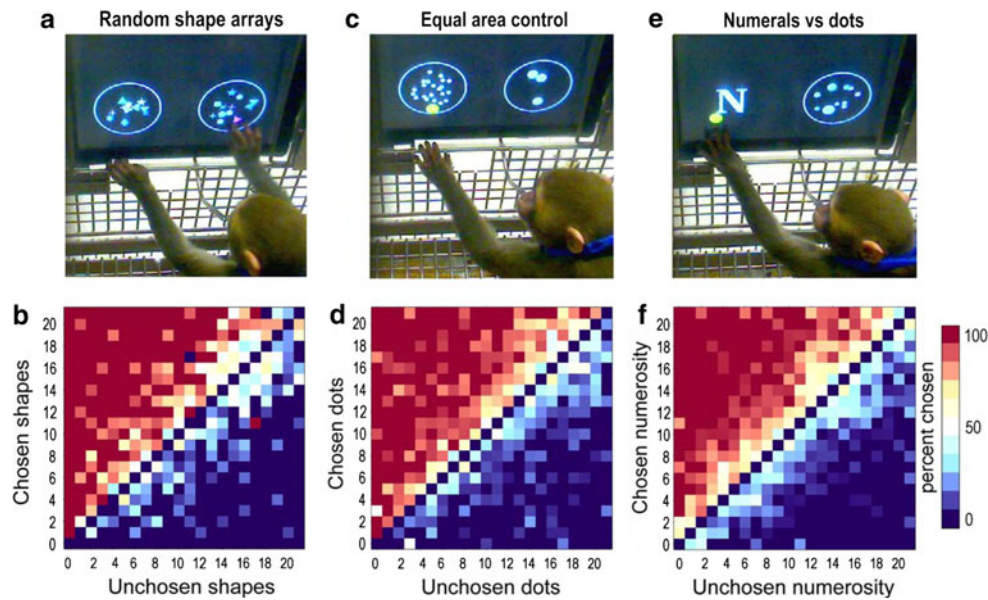 a Random shape arrays
c Equal area control
e Numerals vs dots
N
b
Chosen shapes
20
18
16
14
12
10
8
6
4
2
0
0 2 4 6 8 10 12 14 16 18 20
Unchosen shapes
d
Chosen dots
20
18
16
14
12
10
8
6
4
2
0
0 2 4 6 8 10 12 14 16 18 20
Unchosen dots
f
Chosen numerosity
20
18
16
14
12
10
8
6
4
2
0
0 2 4 6 8 10 12 14 16 18 20
Unchosen numerosity
100
50
0
percent chosen